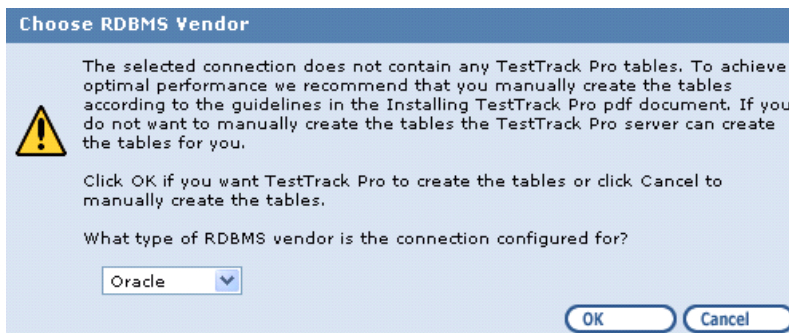 Choose RDBMS Vendor
The selected connection does not contain any TestTrack Pro tables. To achieve
optimal performance we recommend that you manually create the tables
according to the guidelines in the Installing TestTrack Pro pdf document. If you
do not want to manually create the tables the TestTrack Pro server can create
the tables for you.
Click OK if you want TestTrack Pro to create the tables or click Cancel to
manually create the tables.
What type of RDBMS vendor is the connection configured for?
Oracle
OK Cancel